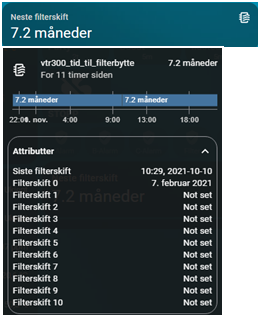 Neste filterskift
7.2 måneder
vtr300_tid_til_filterbytte 7.2 måneder
For 11 timer siden
7.2 måneder 7.2 måneder
22:00 . nov. 4:00 9:00 13:00 18:00
Attributter
Siste filterskift 10:29, 2021-10-10
Filterskift 0 7. februar 2021
Filterskift 1 Not set
Filterskift 2 Not set
Filterskift 3 Not set
Filterskift 4 Not set
Filterskift 5 Not set
Filterskift 6 Not set
Filterskift 7 Not set
Filterskift 8 Not set
Filterskift 9 Not set
Filterskift 10 Not set